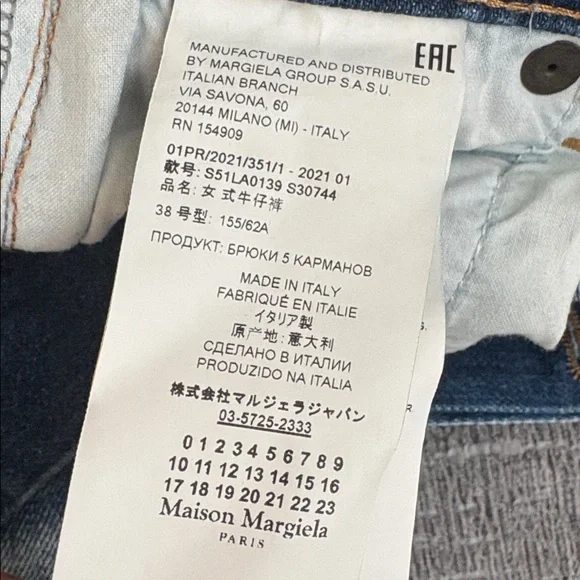 EAC
MANUFACTURED AND DISTRIBUTED
BY MARGIELA GROUP S.A.S.U.
ITALIAN BRANCH
VIA SAVONA, 60
20144 MILANO (MI) - ITALY
RN 154909
01PR/2021/351/1 - 2021 01
款号: S51LA0139 S30744
品名: 女 式牛仔裤
38 号型: 155/62A
ПРОДУКТ: БРЮКИ 5 КАРМАНОВ
MADE IN ITALY
FABRIQUÉ EN ITALIE
イタリア製
原产地: 意大利
СДЕЛАНО В ИТАЛИИ
PRODUZIDO NA ITALIA
株式会社マルジェラジャパン
03-5725-2333
0 1 2 3 4 5 6 7 8 9
10 11 12 13 14 15 16
17 18 19 20 21 22 23
Maison Margiela
PARIS